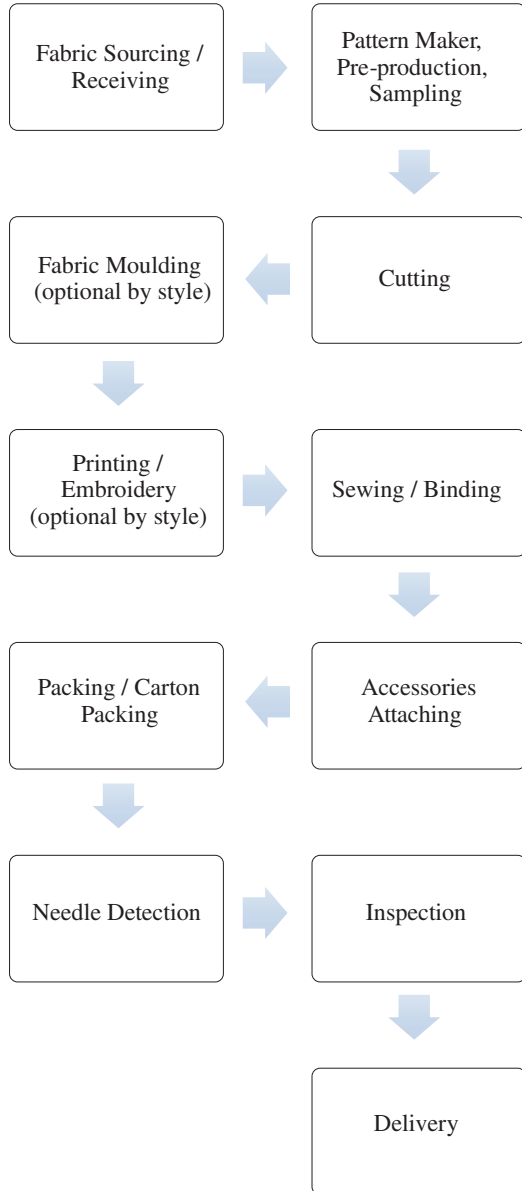 Fabric Sourcing /
Receiving
Pattern Maker,
Pre-production,
Sampling
Cutting
Fabric Moulding
(optional by style)
Printing /
Embroidery
(optional by style)
Sewing / Binding
Accessories
Attaching
Packing / Carton
Packing
Needle Detection
Inspection
Delivery